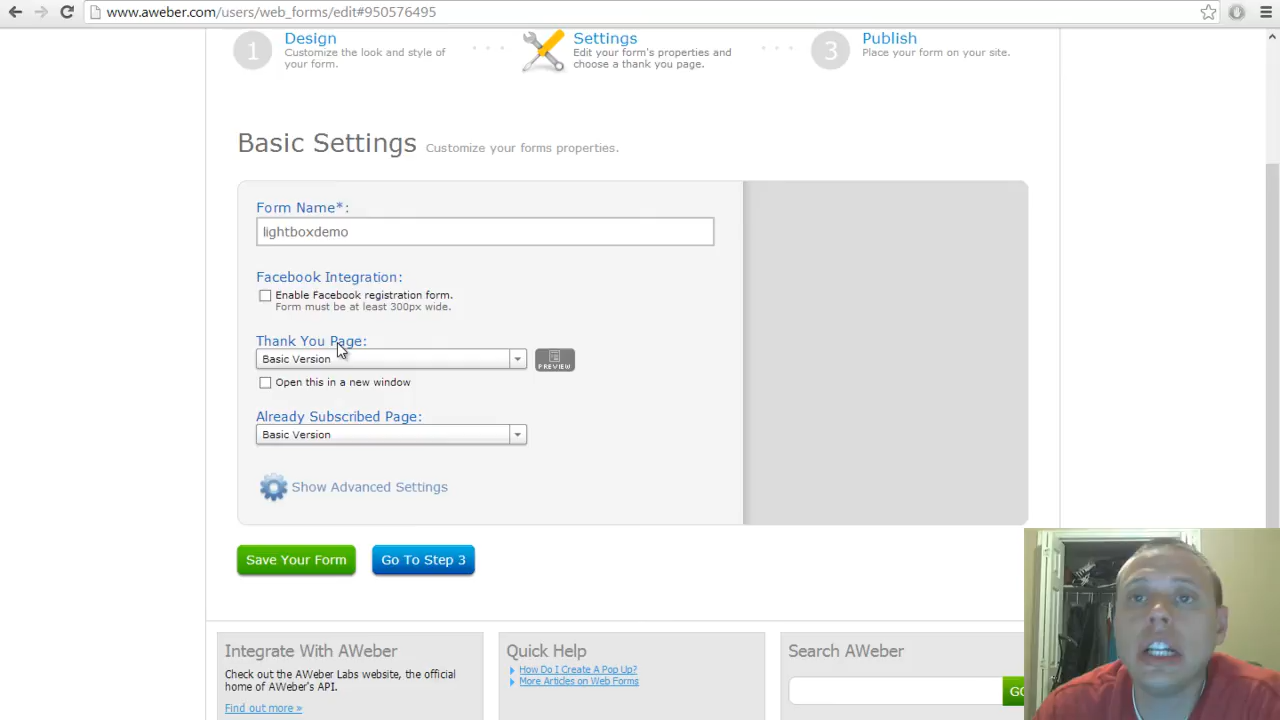 www.aweber.com/users/web_forms/edit#950576495
1
Design
Customize the look and style of
your form.
Settings
Edit your form's properties and
choose a thank you page.
3
Publish
Place your form on your site.
Basic Settings Customize your forms properties.
Form Name*:
lightboxdemo
Facebook Integration:
Enable Facebook registration form.
Form must be at least 300px wide.
Thank You Page:
Basic Version
PREVIEW
Open this in a new window
Already Subscribed Page:
Basic Version
Show Advanced Settings
Save Your Form
Go To Step 3
Integrate With AWeber
Check out the AWeber Labs website, the official
home of AWeber's API.
Find out more »
Quick Help
How Do I Create A Pop Up?
More Articles on Web Forms
Search AWeber
GO